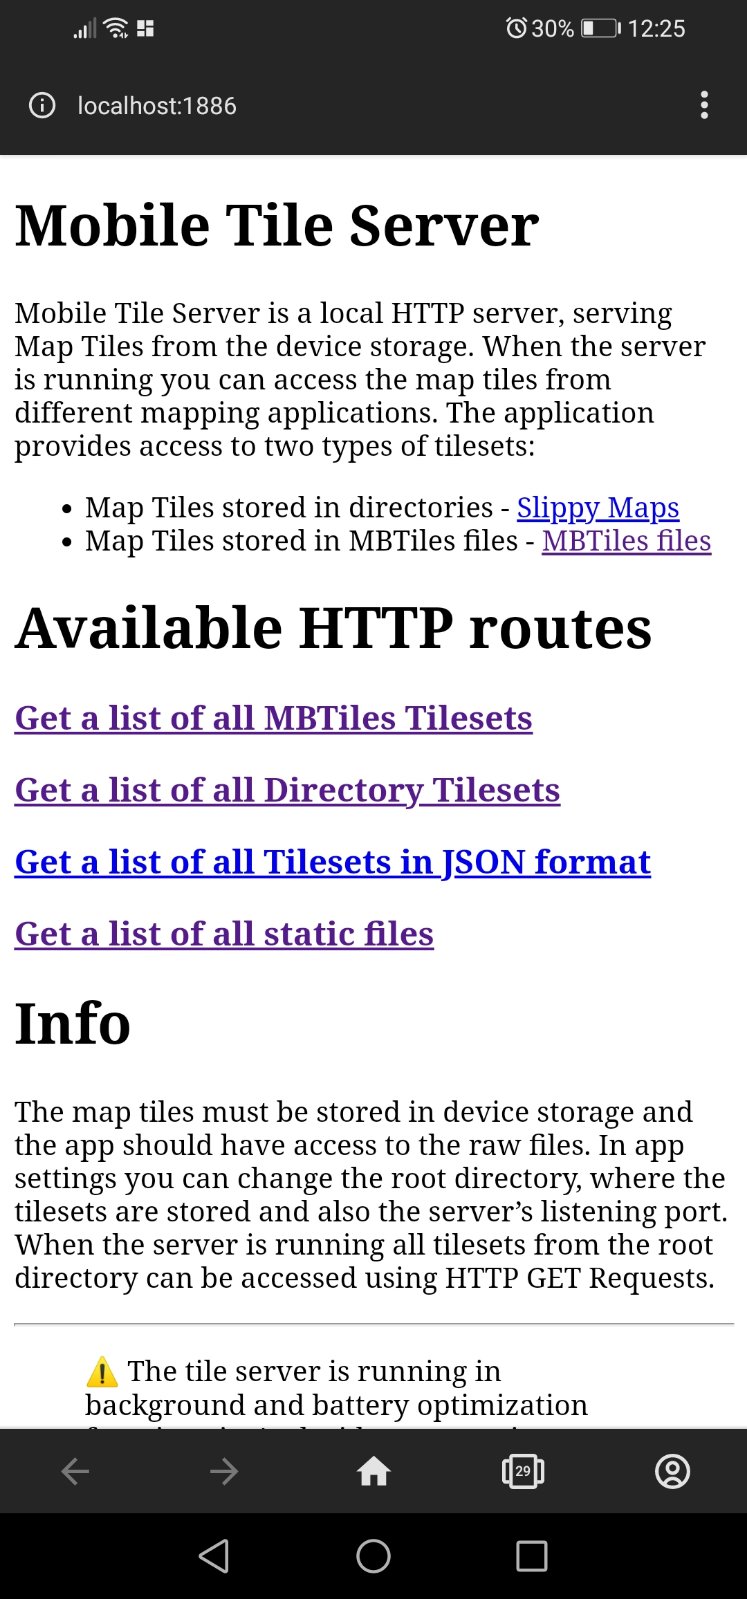 30% 12:25
localhost:1886
Mobile Tile Server
Mobile Tile Server is a local HTTP server, serving
Map Tiles from the device storage. When the server
is running you can access the map tiles from
different mapping applications. The application
provides access to two types of tilesets:
• Map Tiles stored in directories - Slippy Maps
• Map Tiles stored in MBTiles files - MBTiles files
Available HTTP routes
Get a list of all MBTiles Tilesets
Get a list of all Directory Tilesets
Get a list of all Tilesets in JSON format
Get a list of all static files
Info
The map tiles must be stored in device storage and
the app should have access to the raw files. In app
settings you can change the root directory, where the
tilesets are stored and also the server’s listening port.
When the server is running all tilesets from the root
directory can be accessed using HTTP GET Requests.
⚠️ The tile server is running in
background and battery optimization
29